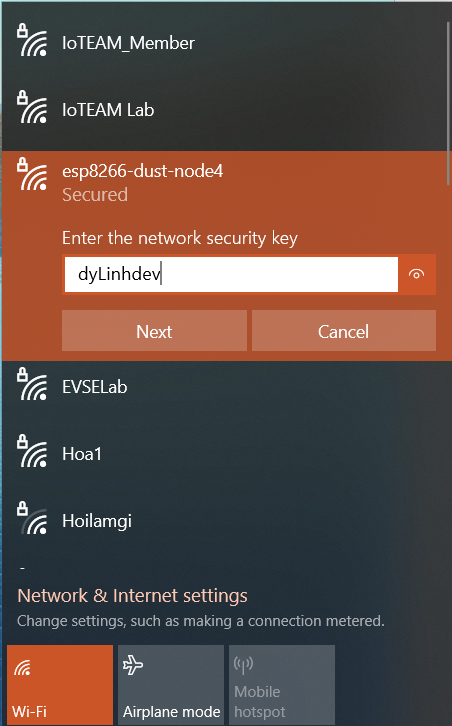 IoTEAM_Member
IoTEAM Lab
esp8266-dust-node4
Secured
Enter the network security key
dyLinhdev
Next
Cancel
EVSELab
Hoa1
Hoilamgi
Network & Internet settings
Change settings, such as making a connection metered.
Wi-Fi
Airplane mode
Mobile
hotspot